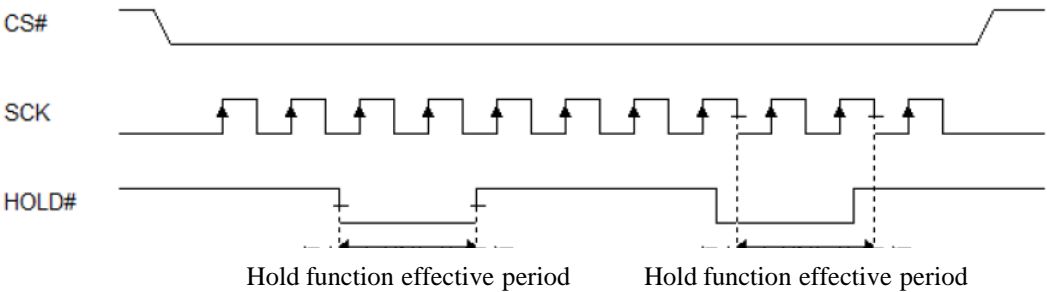 CS#
SCK
HOLD#
Hold function effective period Hold function effective period